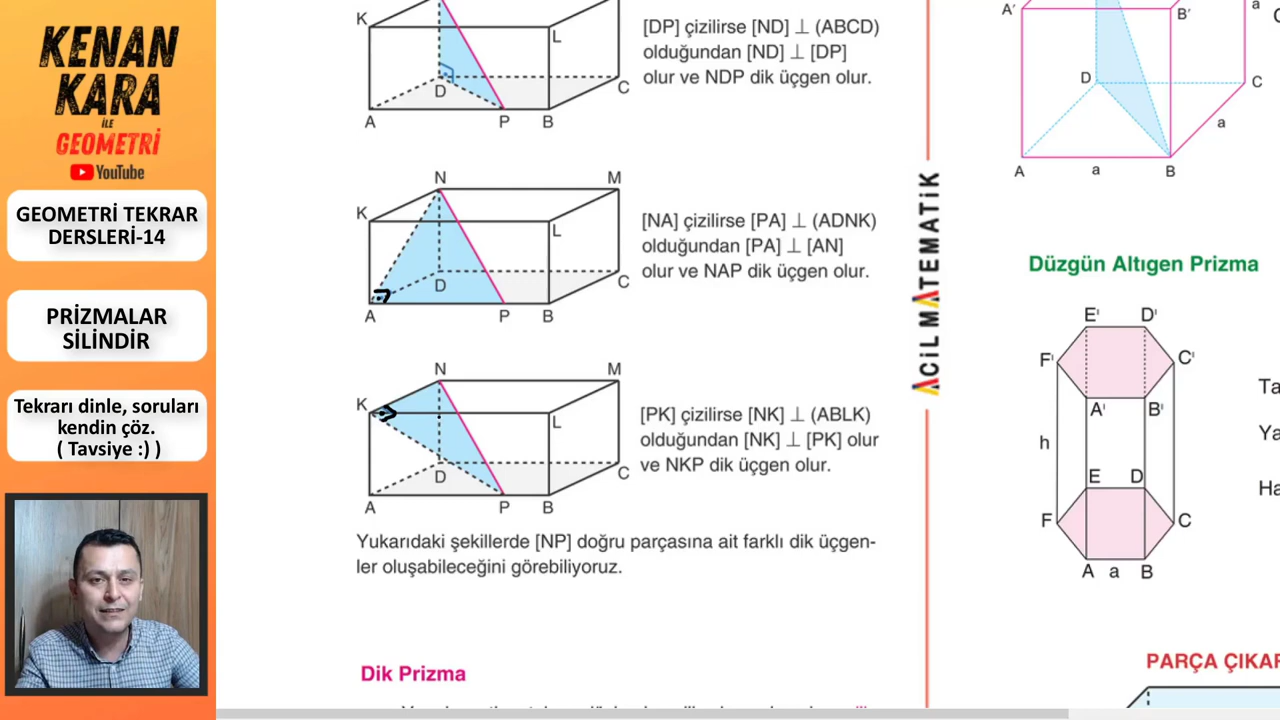 KENAN
KARA
İLE
GEOMETRİ
YouTube
GEOMETRİ TEKRAR
DERSLERİ-14
PRİZMALAR
SİLİNDİR
Tekrarı dinle, soruları
kendin çöz.
( Tavsiye :) )
K
L
D
C
A
P
B
[DP] çizilirse [ND] ⊥ (ABCD)
olduğundan [ND] ⊥ [DP]
olur ve NDP dik üçgen olur.
N
M
K
L
D
C
A
P
B
[NA] çizilirse [PA] ⊥ (ADNK)
olduğundan [PA] ⊥ [AN]
olur ve NAP dik üçgen olur.
N
M
K
L
D
C
A
P
B
[PK] çizilirse [NK] ⊥ (ABLK)
olduğundan [NK] ⊥ [PK] olur
ve NKP dik üçgen olur.
Yukarıdaki şekillerde [NP] doğru parçasına ait farklı dik üçgen-
ler oluşabileceğini görebiliyoruz.
Dik Prizma
ACİL MATEMATİK
A'
B'
a
D
C
a
A
a
B
Düzgün Altıgen Prizma
E'
D'
F'
C'
A'
B'
h
E
D
F
C
A
a
B
Ta
Ya
Ha
PARÇA ÇIKAR